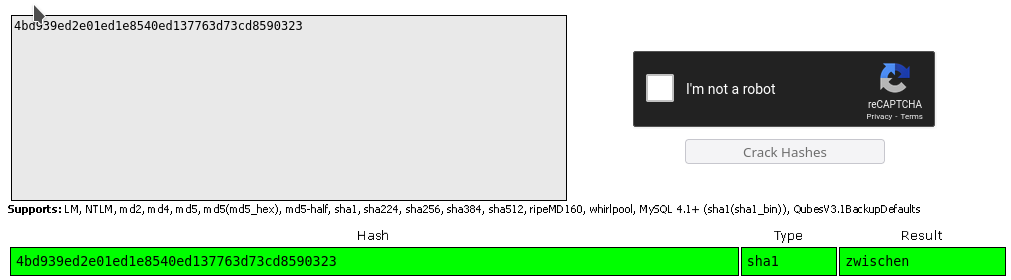 4bd939ed2e01ed1e8540ed137763d73cd8590323
I'm not a robot
reCAPTCHA
Privacy - Terms
Crack Hashes
Supports: LM, NTLM, md2, md4, md5, md5(md5_hex), md5-half, sha1, sha224, sha256, sha384, sha512, ripeMD160, whirlpool, MySQL 4.1+ (sha1(sha1_bin)), QubesV3.1BackupDefaults
Hash Type Result
4bd939ed2e01ed1e8540ed137763d73cd8590323 sha1 zwischen